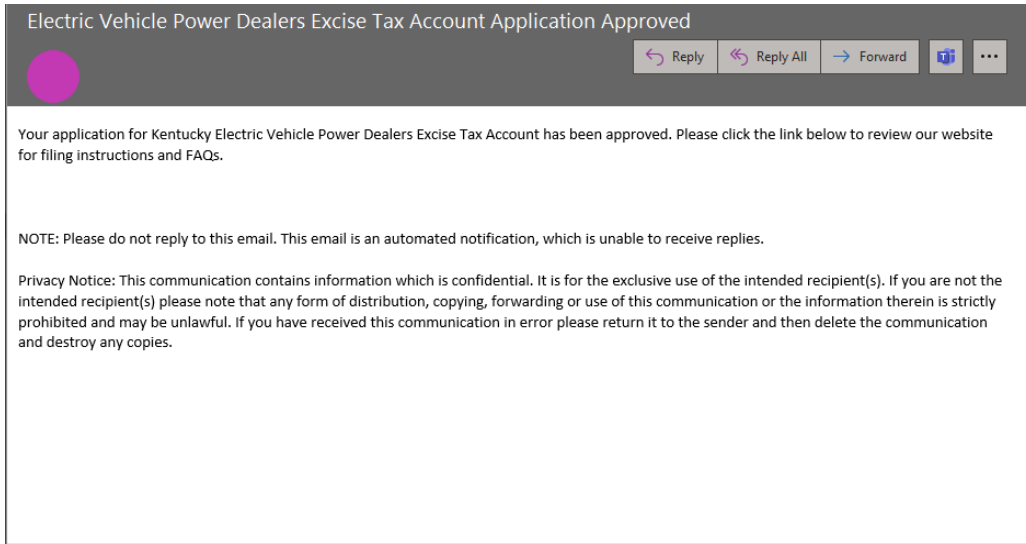 Electric Vehicle Power Dealers Excise Tax Account Application Approved
Reply Reply All Forward
Your application for Kentucky Electric Vehicle Power Dealers Excise Tax Account has been approved. Please click the link below to review our website
for filing instructions and FAQs.
NOTE: Please do not reply to this email. This email is an automated notification, which is unable to receive replies.
Privacy Notice: This communication contains information which is confidential. It is for the exclusive use of the intended recipient(s). If you are not the
intended recipient(s) please note that any form of distribution, copying, forwarding or use of this communication or the information therein is strictly
prohibited and may be unlawful. If you have received this communication in error please return it to the sender and then delete the communication
and destroy any copies.